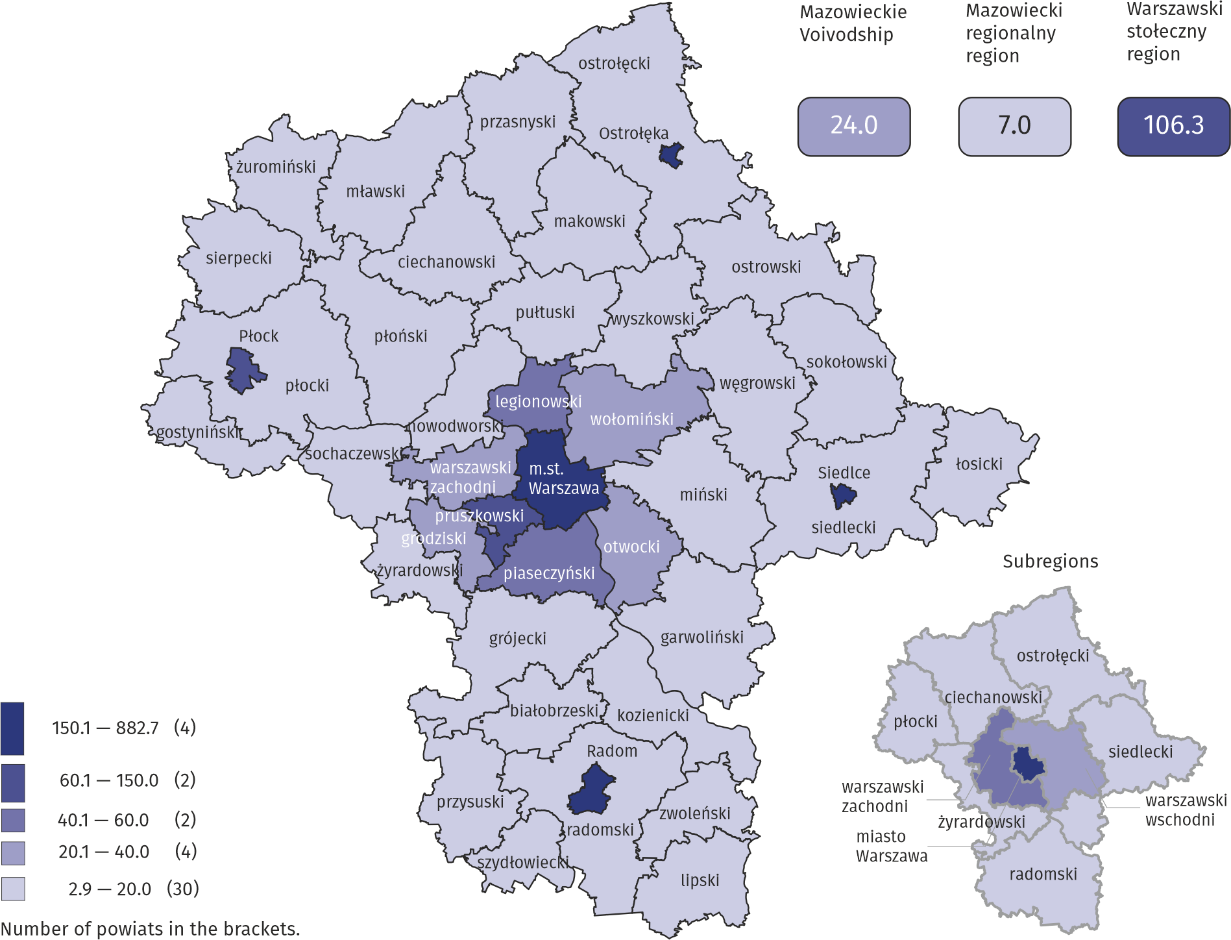 Mazowieckie
Voivodship
Mazowiecki
regionalny
region
Warszawski
stołeczny
region
24.0
7.0
106.3
ostrołęcki
przasnyski
Ostrołęka
żuromiński
mławski
makowski
sierpecki
ciechanowski
ostrowski
pułtuski
wyszkowski
Płock
płoński
płocki
sokołowski
węgrowski
legionowski
wołomiński
gostyniński
nowodworski
sochaczewski
warszawski
zachodni
m.st.
Warszawa
Siedlce
łosicki
miński
siedlecki
pruszkowski
grodziski
otwocki
żyrardowski
piaseczyński
grójecki
garwoliński
białobrzeski
kozienicki
Radom
przysuski
zwoleński
radomski
szydłowiecki
lipski
Subregions
ostrołęcki
ciechanowski
płocki
siedlecki
warszawski
zachodni
warszawski
wschodni
żyrardowski
miasto
Warszawa
radomski
150.1 — 882.7 (4)
60.1 — 150.0 (2)
40.1 — 60.0 (2)
20.1 — 40.0 (4)
2.9 — 20.0 (30)
Number of powiats in the brackets.